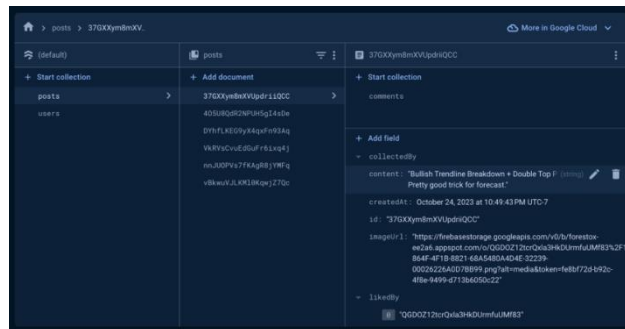 > posts > 37GXXym8mXV..
More in Google Cloud
(default)
posts
37GXXym8mXVUpdriiQCC
+ Start collection
+ Add document
+ Start collection
posts
users
37GXXym8mXVUpdriiQCC
405U8QdR2NPUH5gI4sDe
DYhfLKEG9yX4qxFn93Aq
VkRVsCvuEdGuFr6ixq4j
nnJUOPVs7fKAgR8jYMFq
vBkwuVJLKMl0KqwjZ7Qc
comments
+ Add field
collectedBy
content: "Bullish Trendline Breakdown + Double Top P (string)
Pretty good trick for forecast."
createdAt: October 24, 2023 at 10:49:43 PM UTC-7
id: "37GXXym8mXVUpdriiQCC"
imageUrl: "https://firebasestorage.googleapis.com/v0/b/forestox-
ee2a6.appspot.com/o/QGDOZ12tcrQxla3HkDUrmfuUMf83%2F1
864F-4F1B-8821-68A5480A4D4E-32239-
00026226A0D7BB99.png?alt=media&token=fe8bf72d-b92c-
4f8e-9499-d713b6050c22"
likedBy
0 "QGDOZ12tcrQxla3HkDUrmfuUMf83"